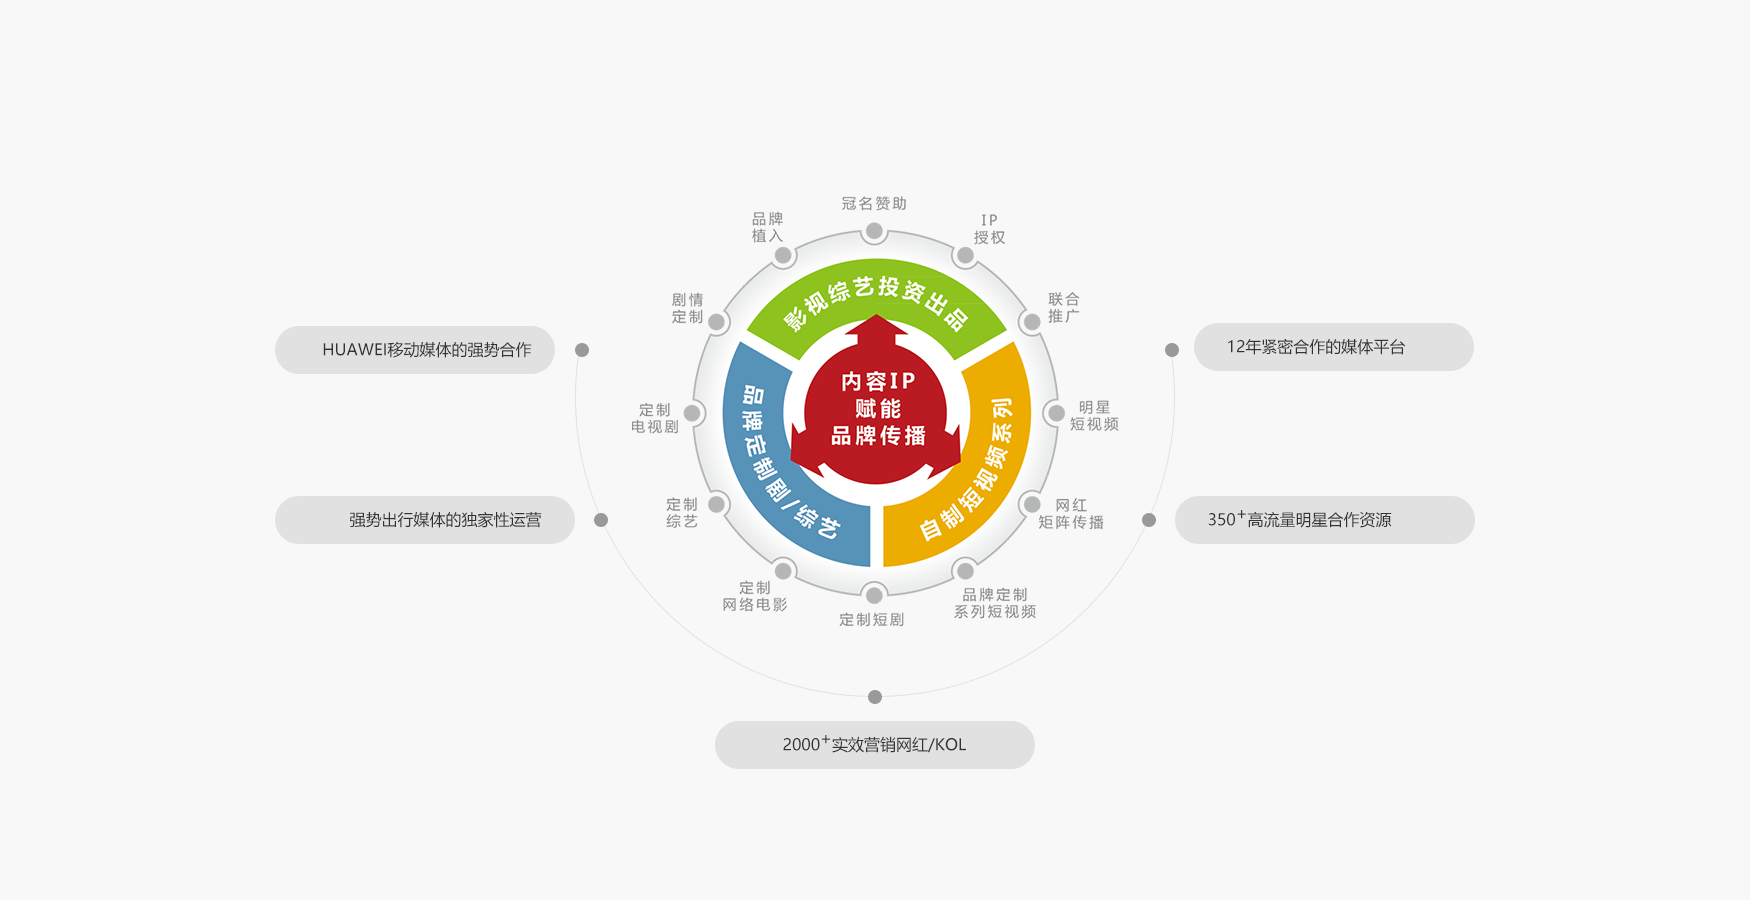 冠名赞助
品牌
植入
IP
授权
剧情
定制
联合
推广
影视综艺投资出品
HUAWEI移动媒体的强势合作
12年紧密合作的媒体平台
内容IP
赋能
品牌传播
品牌定制剧/综艺
自制短视频系列
定制
电视剧
明星
短视频
定制
综艺
网红
矩阵传播
强势出行媒体的独家性运营
350+高流量明星合作资源
定制
网络电影
品牌定制
系列短视频
定制短剧
2000+实效营销网红/KOL